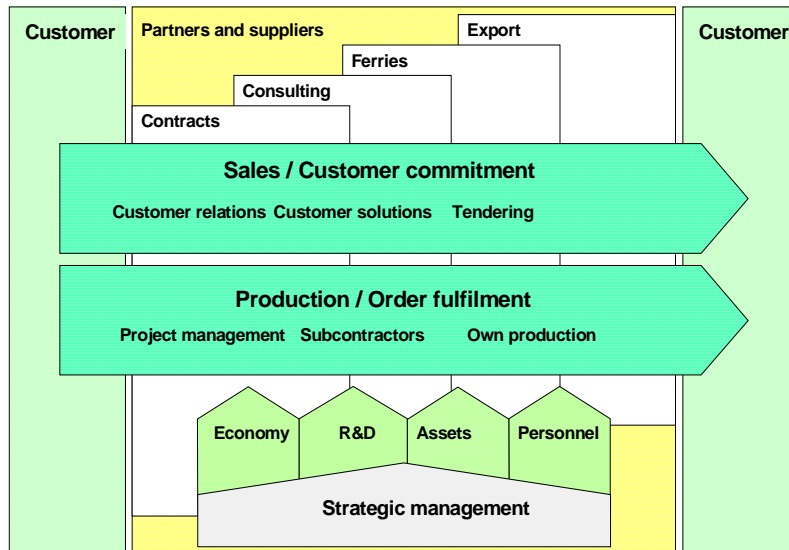 Customer
Partners and suppliers
Export
Customer
Ferries
Consulting
Contracts
Sales / Customer commitment
Customer relations Customer solutions Tendering
Production / Order fulfilment
Project management Subcontractors Own production
Economy R&D Assets Personnel
Strategic management